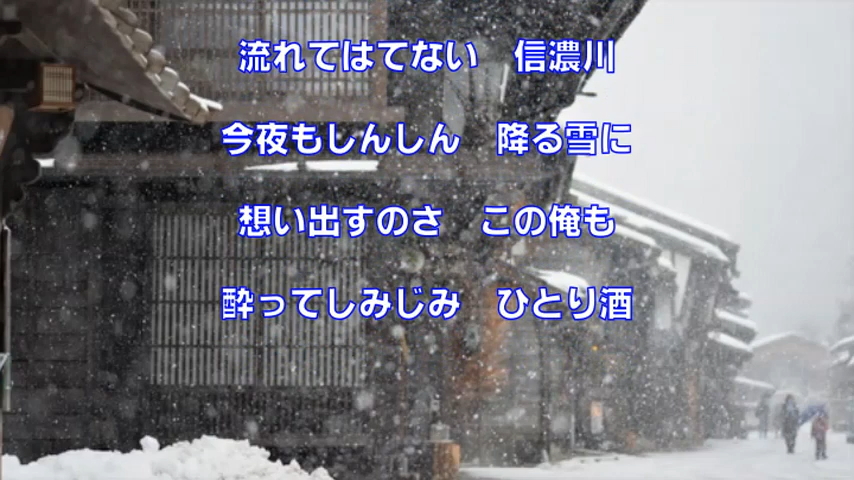 流れてはてない　信濃川
今夜もしんしん　降る雪に
想い出すのさ　この俺も
酔ってしみじみ　ひとり酒